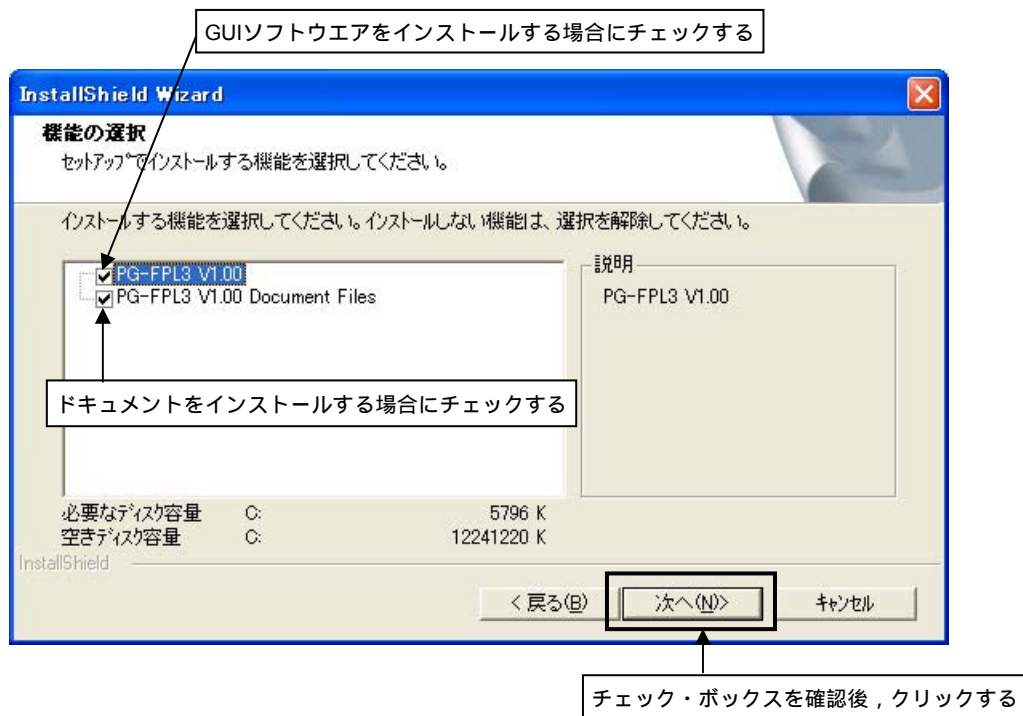 GUIソフトウエアをインストールする場合にチェックする
InstallShield Wizard
機能の選択
セットアップでインストールする機能を選択してください。
インストールする機能を選択してください。インストールしない機能は、選択を解除してください。
PG-FPL3 V1.00
PG-FPL3 V1.00 Document Files
説明
PG-FPL3 V1.00
ドキュメントをインストールする場合にチェックする
必要なディスク容量 C: 5796 K
空きディスク容量 C: 12241220 K
InstallShield
< 戻る(B) 次へ(N)> キャンセル
チェック・ボックスを確認後，クリックする